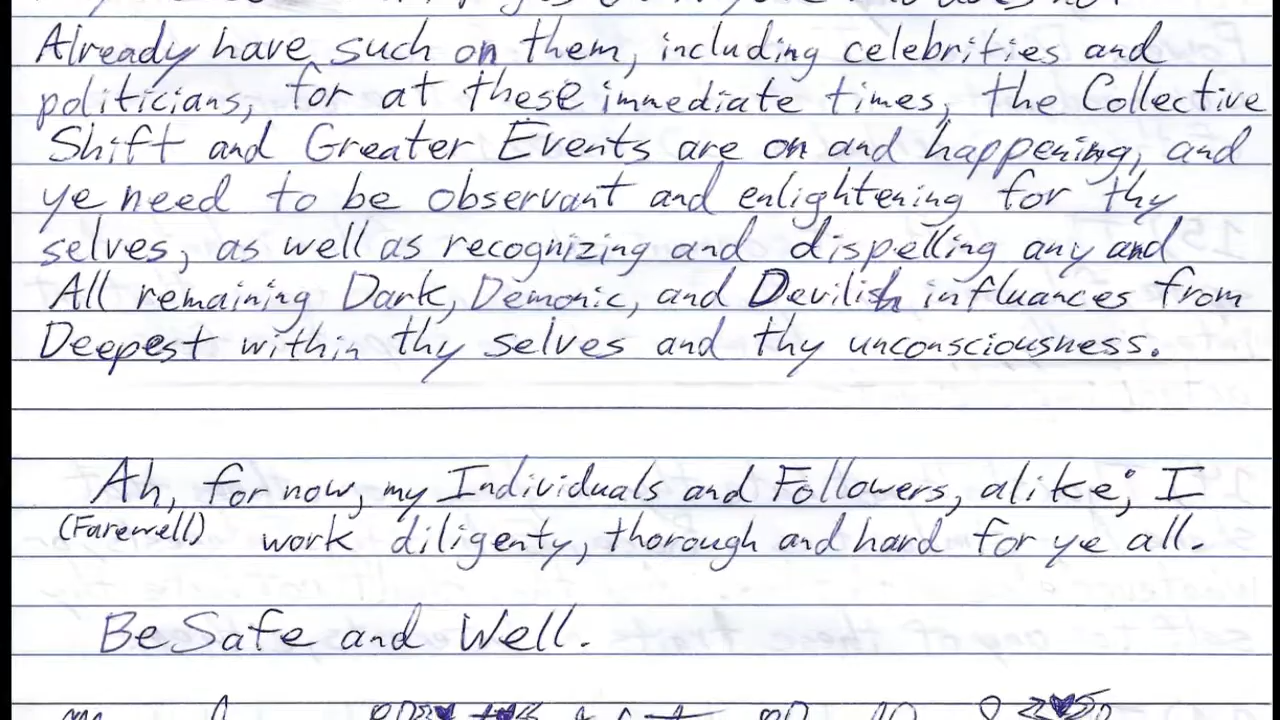 Already have such on them, including celebrities and
politicians, for at these immediate times, the Collective
Shift and Greater Events are on and happening, and
ye need to be observant and enlightening for thy
selves, as well as recognizing and dispelling any and
All remaining Dark, Demonic, and Devilish influances from
Deepest within thy selves and thy unconsciousness.
Ah, for now, my Individuals and Followers, alike; I
(Farewell) work diligenty, thorough and hard for ye all.
Be Safe and Well.